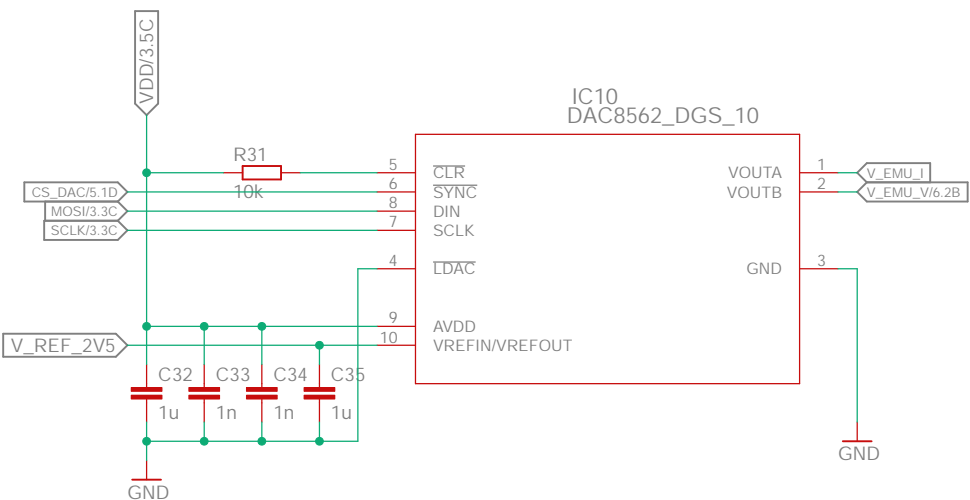 VDD/3.5C
IC10
DAC8562_DGS_10
R31
10k
5
CLR
CS_DAC/5.1D
6
SYNC
MOSI/3.3C
8
DIN
SCLK/3.3C
7
SCLK
4
LDAC
9
AVDD
V_REF_2V5
10
VREFIN/VREFOUT
VOUTA
1
V_EMU_I
VOUTB
2
V_EMU_V/6.2B
GND
3
C32
C33
C34
C35
1u
1n
1n
1u
GND
GND